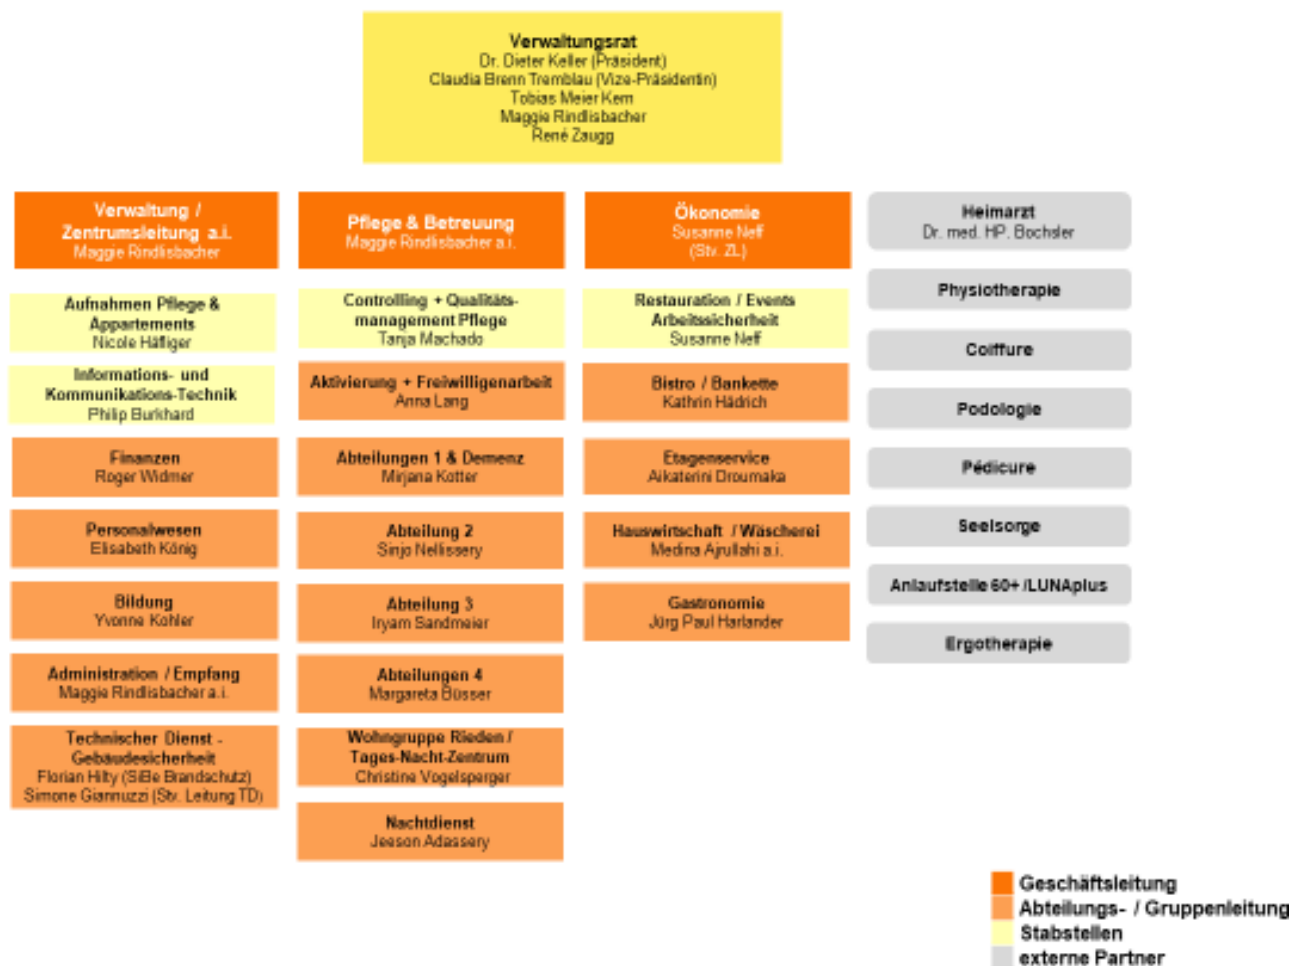 Verwaltungsrat
Dr. Dieter Keller (Präsident)
Claudia Brenn Tremblau (Vize-Präsidentin)
Tobias Meier Kern
Maggie Rindlisbacher
René Zaugg
Verwaltung /
Zentrumsleitung a.i.
Maggie Rindlisbacher
Aufnahmen Pflege &
Appartements
Nicole Häfliger
Informations- und
Kommunikations-Technik
Philip Burkhard
Finanzen
Roger Widmer
Personalwesen
Elisabeth König
Bildung
Yvonne Kohler
Administration / Empfang
Maggie Rindlisbacher a.i.
Technischer Dienst -
Gebäudesicherheit
Florian Hilty (SiBe Brandschutz)
Simone Giannuzzi (Stv. Leitung TD)
Pflege & Betreuung
Maggie Rindlisbacher a.i.
Controlling + Qualitäts-
management Pflege
Tanja Machado
Aktivierung + Freiwilligenarbeit
Anna Lang
Abteilungen 1 & Demenz
Mirjana Kotter
Abteilung 2
Sinjo Nellissery
Abteilung 3
Iryam Sandmeier
Abteilungen 4
Margareta Büsser
Wohngruppe Rieden /
Tages-Nacht-Zentrum
Christine Vogelsperger
Nachtdienst
Jeeson Adassery
Ökonomie
Susanne Neff
(Stv. ZL)
Restauration / Events
Arbeitssicherheit
Susanne Neff
Bistro / Bankette
Kathrin Hädrich
Etagenservice
Aikaterini Droumaka
Hauswirtschaft / Wäscherei
Medina Ajrullahi a.i.
Gastronomie
Jürg Paul Harlander
Heimarzt
Dr. med. HP. Bochsler
Physiotherapie
Coiffure
Podologie
Pédicure
Seelsorge
Anlaufstelle 60+ /LUNAplus
Ergotherapie
Geschäftsleitung
Abteilungs- / Gruppenleitung
Stabstellen
externe Partner